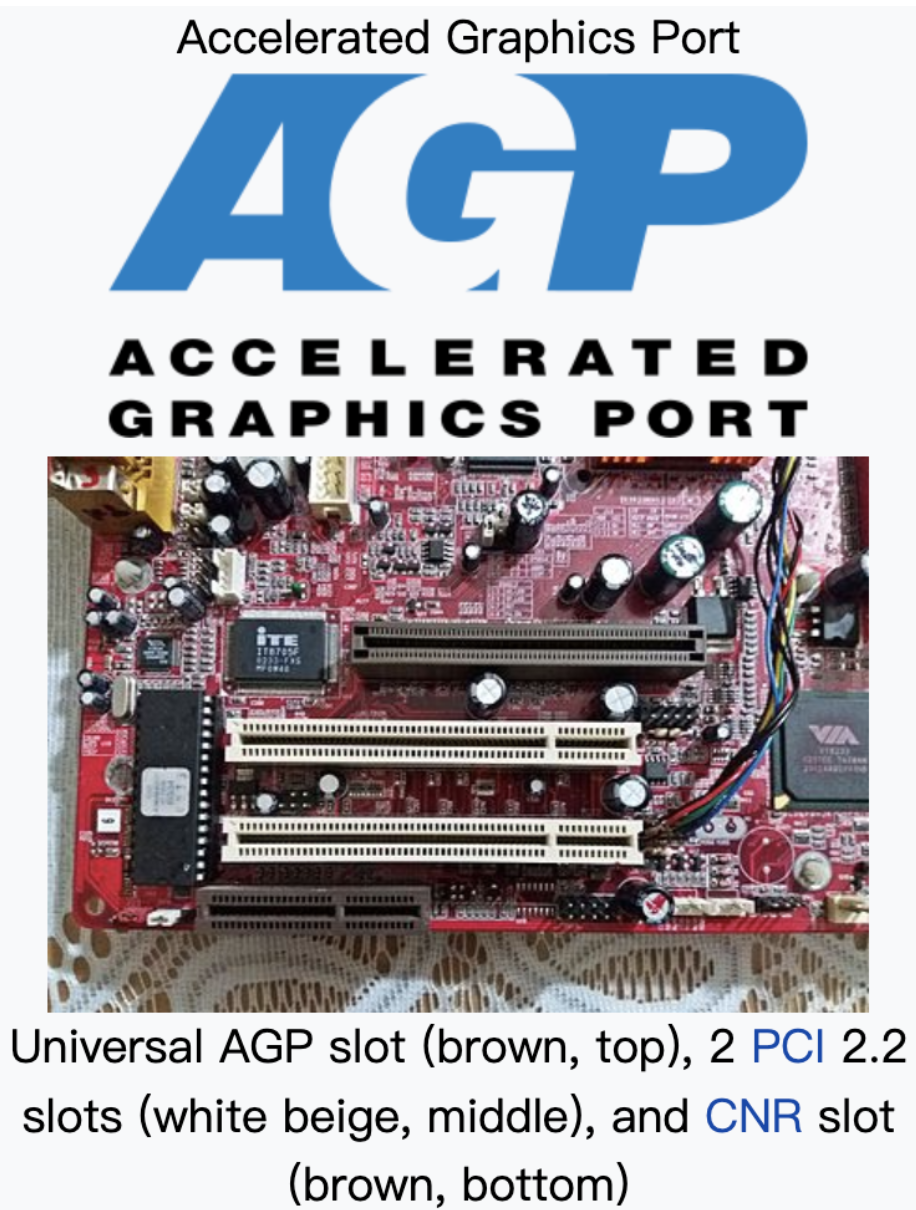 Accelerated Graphics Port
AGP
ACCELERATED
GRAPHICS PORT
iTE
IT8705F
VIA
Universal AGP slot (brown, top), 2 PCI 2.2
slots (white beige, middle), and CNR slot
(brown, bottom)